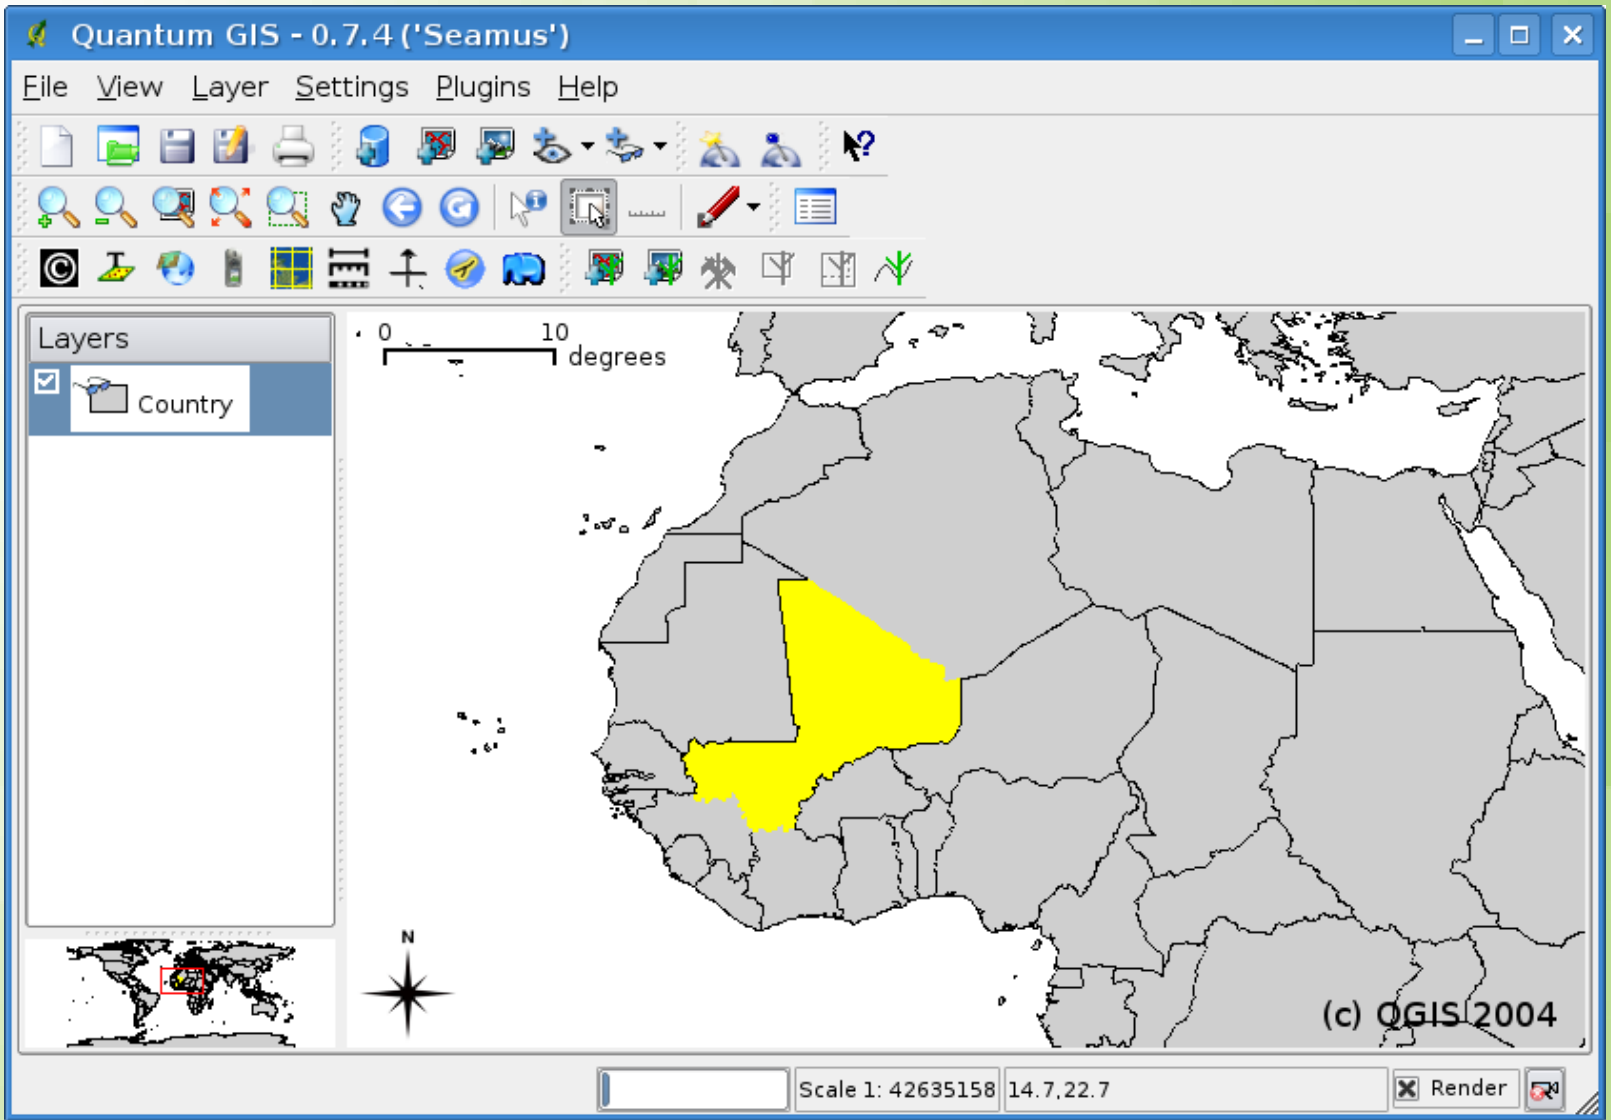 Quantum GIS - 0.7.4 ('Seamus')
File View Layer Settings Plugins Help
Layers
Country
0 10
degrees
N
(c) QGIS 2004
Scale 1: 42635158
14.7,22.7
Render